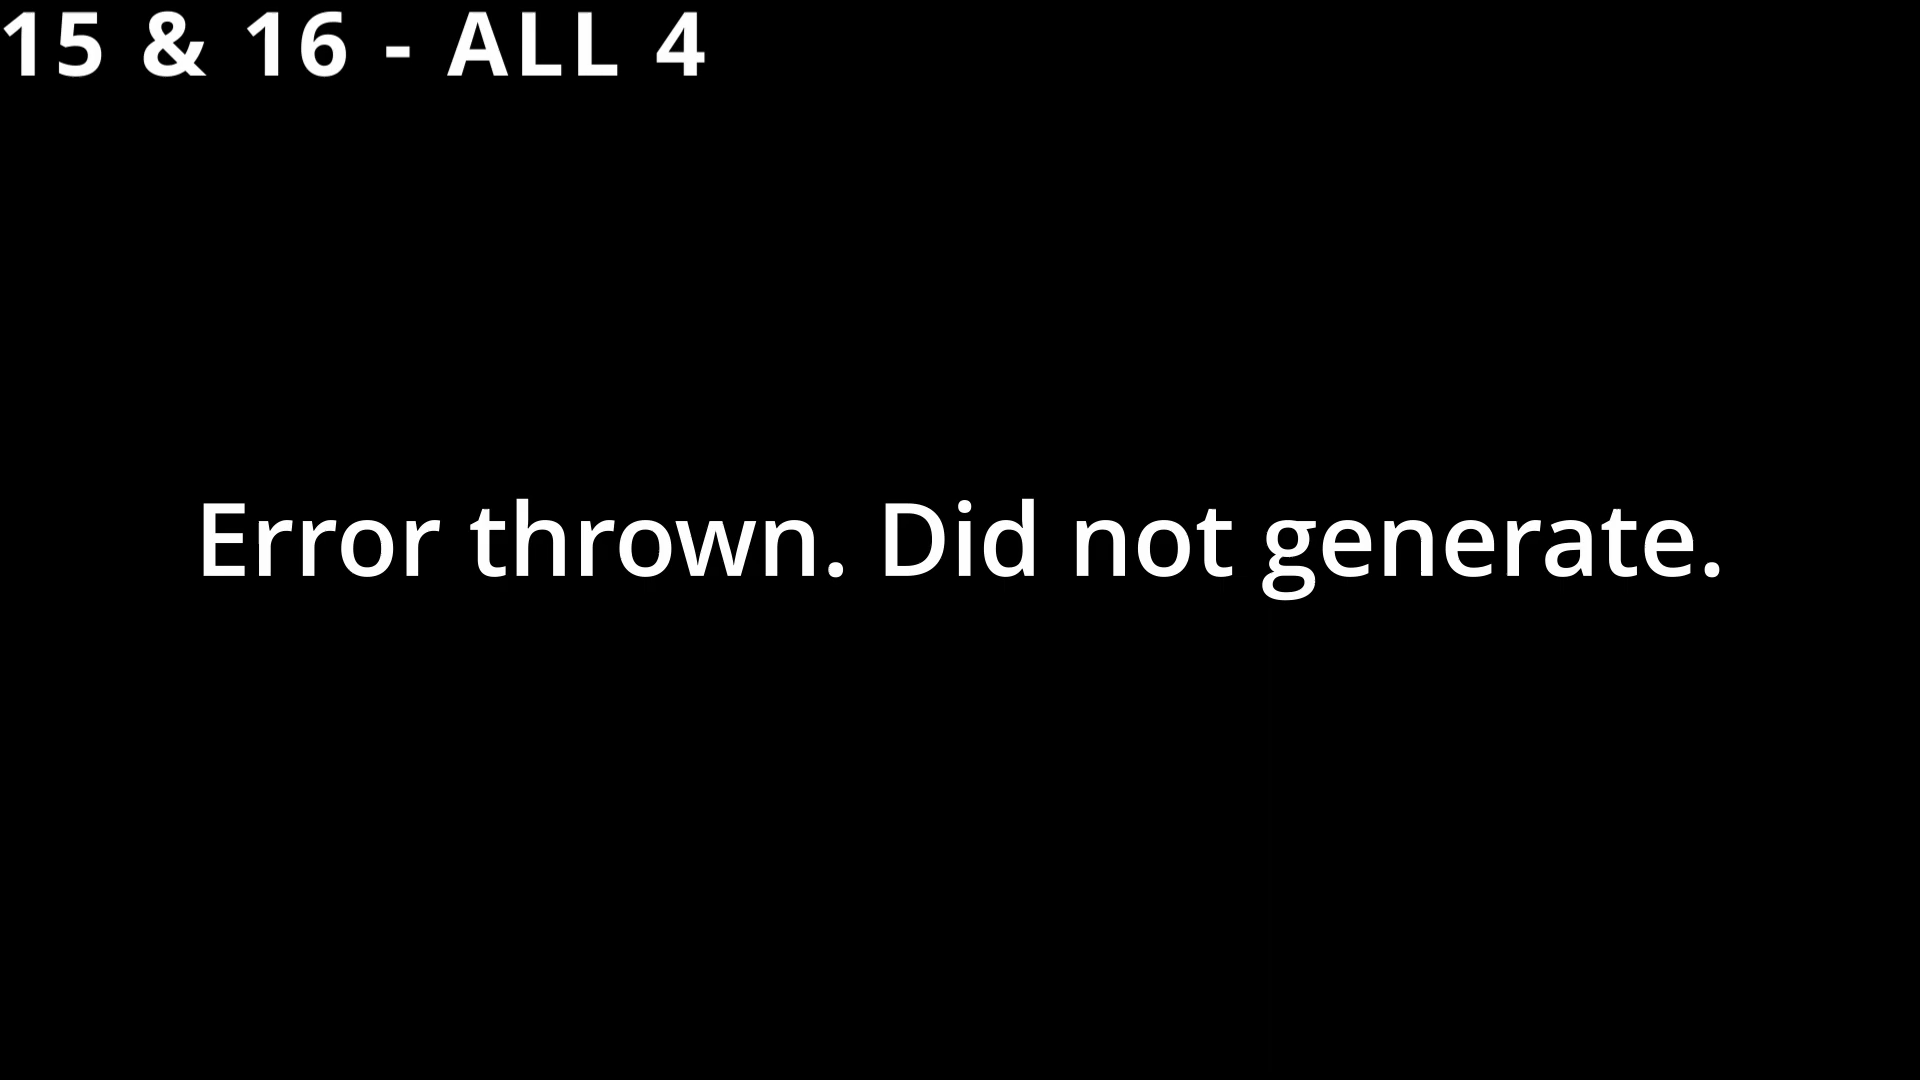 15 & 16 - ALL 4
Error thrown. Did not generate.